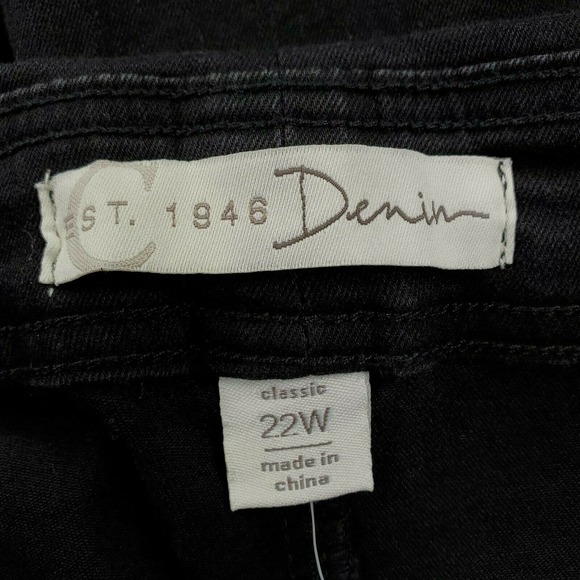 C EST. 1946 Denim
classic
22W
made in
china